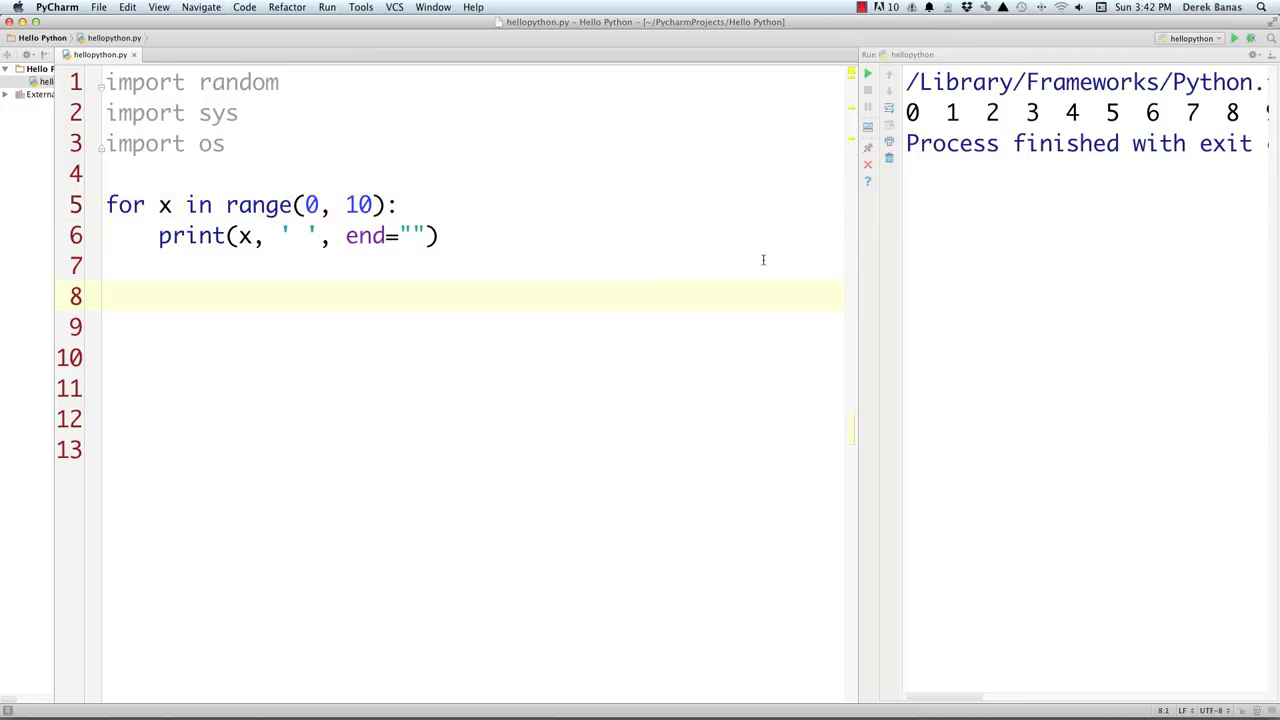 PyCharm File Edit View Navigate Code Refactor Run Tools VCS Window Help 10 Sun 3:42 PM Derek Banas
hellopython.py – Hello Python – [~/PycharmProjects/Hello Python]
Hello Python hellopython.py hellopython
hellopython.py Run hellopython
Hello P
hell
Externa
1 import random
2 import sys
3 import os
4
5 for x in range(0, 10):
6 print(x, ' ', end="")
7
8
9
10
11
12
13
/Library/Frameworks/Python.
0 1 2 3 4 5 6 7 8 9
Process finished with exit
8:1 LF UTF-8